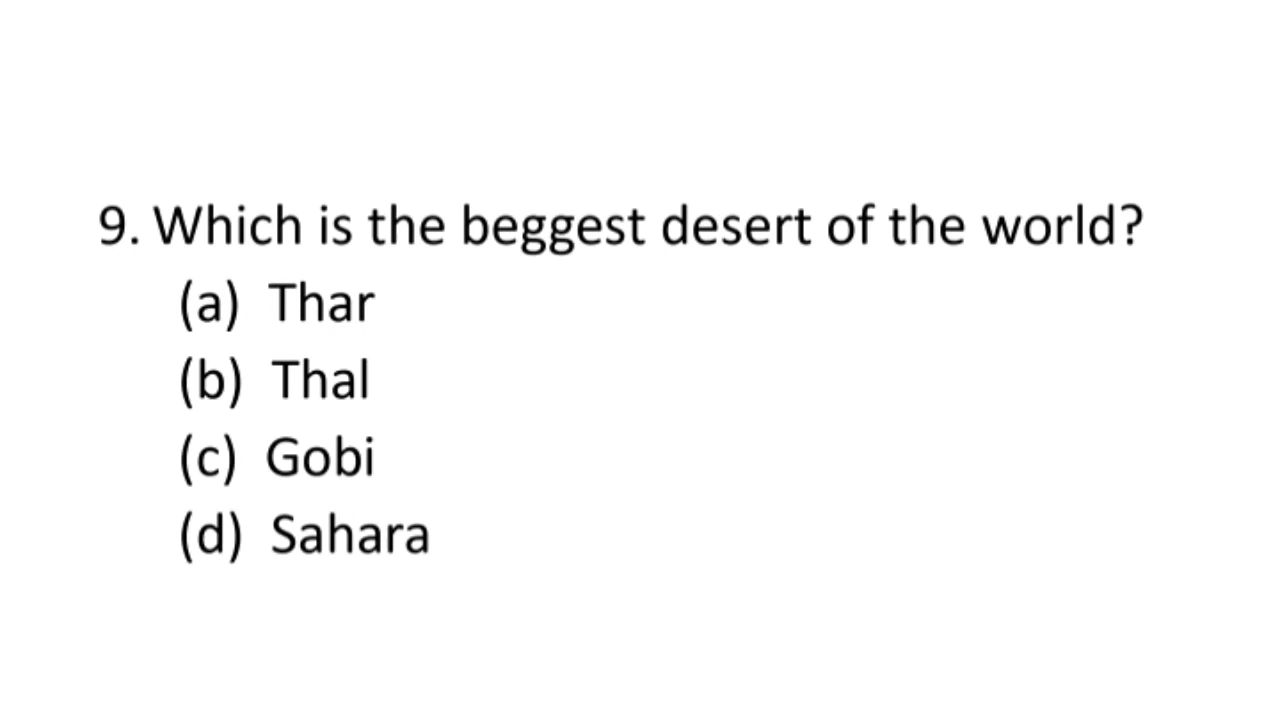 9. Which is the beggest desert of the world?
(a) Thar
(b) Thal
(c) Gobi
(d) Sahara